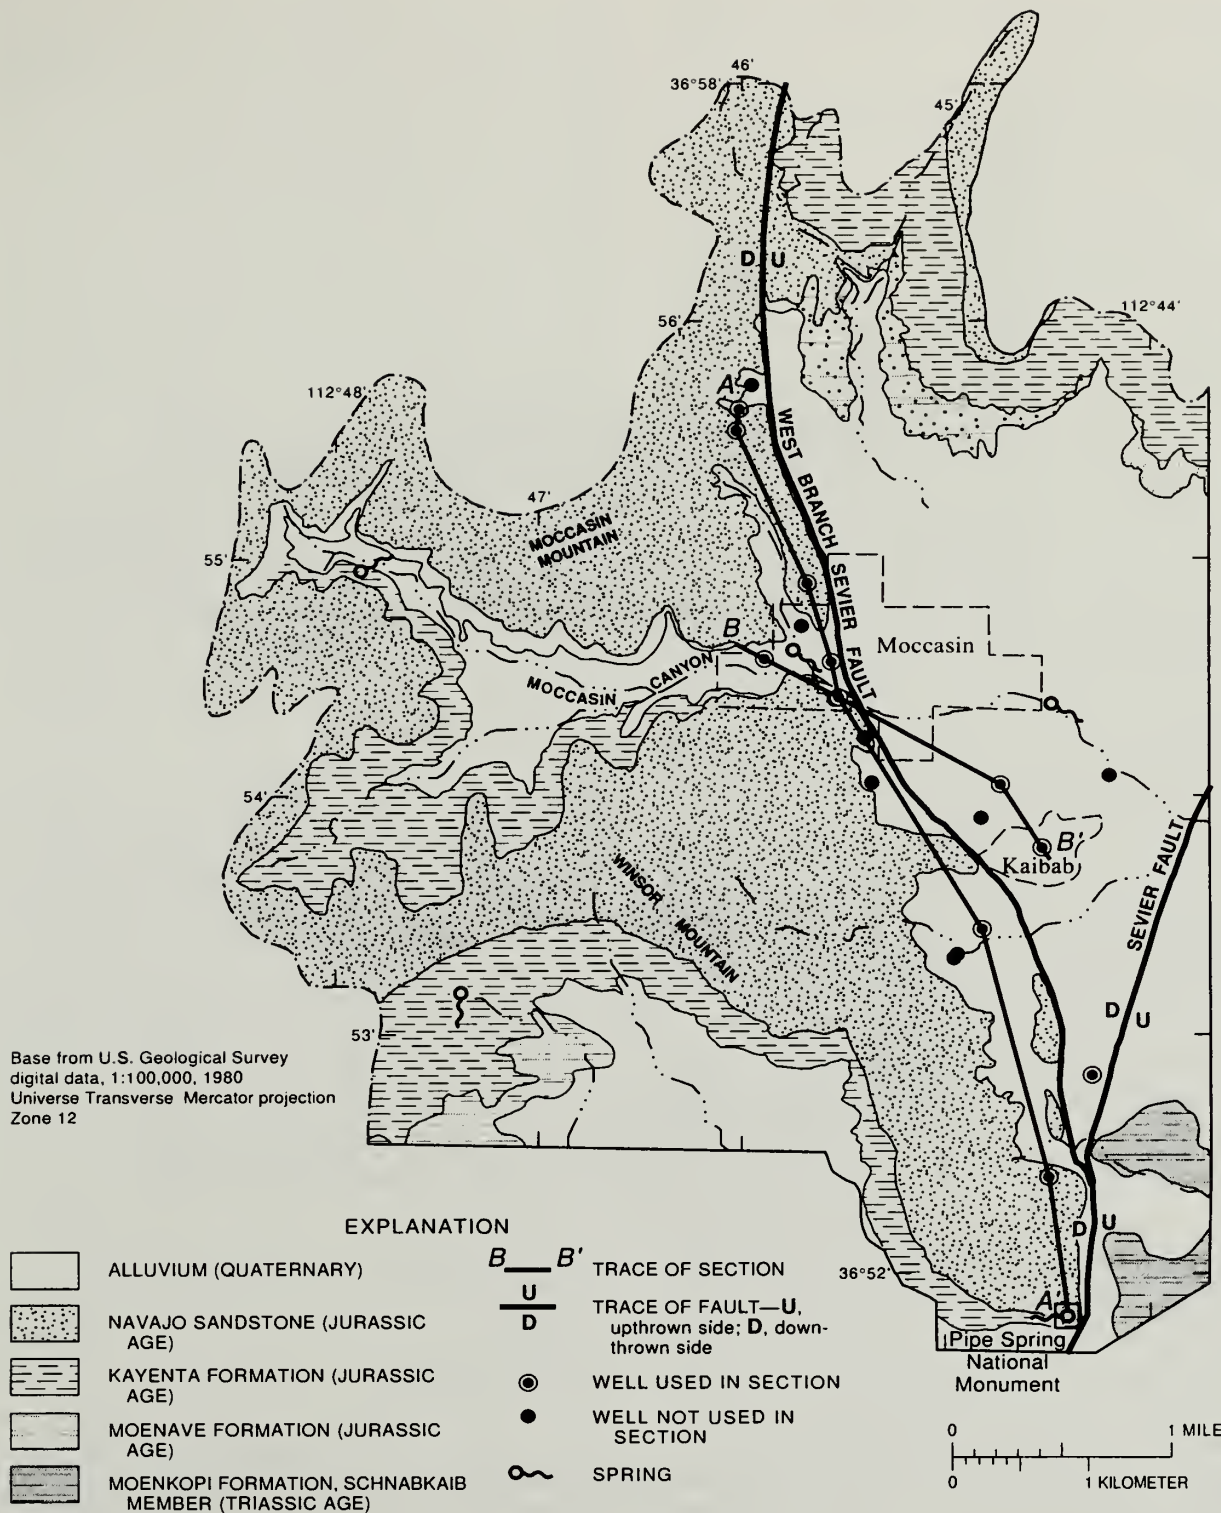 46'
36°58'
45'
D U
112°44'
56'
A
112°48'
WEST BRANCH SEVIER FAULT
47'
MOCCASIN
MOUNTAIN
55'
B
Moccasin
MOCCASIN CANYON
54'
B'
Kaibab
WINSOR MOUNTAIN
SEVIER FAULT
D U
53'
Base from U.S. Geological Survey
digital data, 1:100,000, 1980
Universe Transverse Mercator projection
Zone 12
D U
36°52'
A'
Pipe Spring
National
Monument
EXPLANATION
ALLUVIUM (QUATERNARY)
NAVAJO SANDSTONE (JURASSIC
AGE)
KAYENTA FORMATION (JURASSIC
AGE)
MOENAVE FORMATION (JURASSIC
AGE)
MOENKOPI FORMATION, SCHNABKAIB
MEMBER (TRIASSIC AGE)
B B' TRACE OF SECTION
U
D
TRACE OF FAULT—U,
upthrown side; D, down-
thrown side
WELL USED IN SECTION
WELL NOT USED IN
SECTION
SPRING
0 1 MILE
0 1 KILOMETER